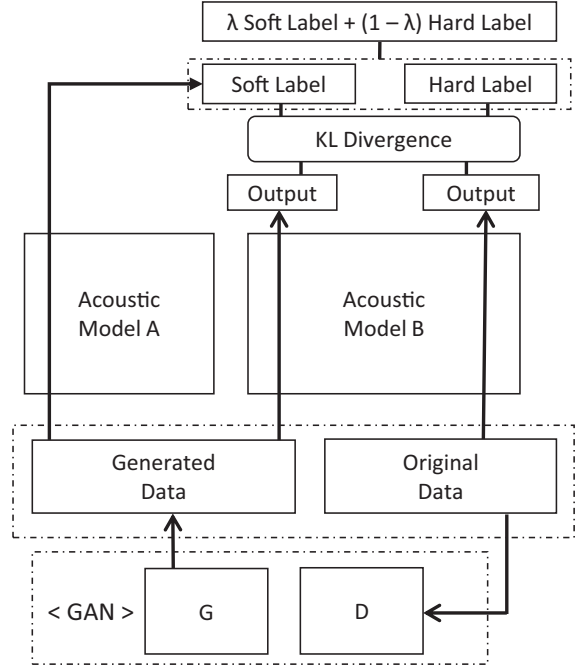 λ Soft Label + (1 – λ) Hard Label
Soft Label
Hard Label
KL Divergence
Output
Output
Acoustic
Model A
Acoustic
Model B
Generated
Data
Original
Data
< GAN >
G
D